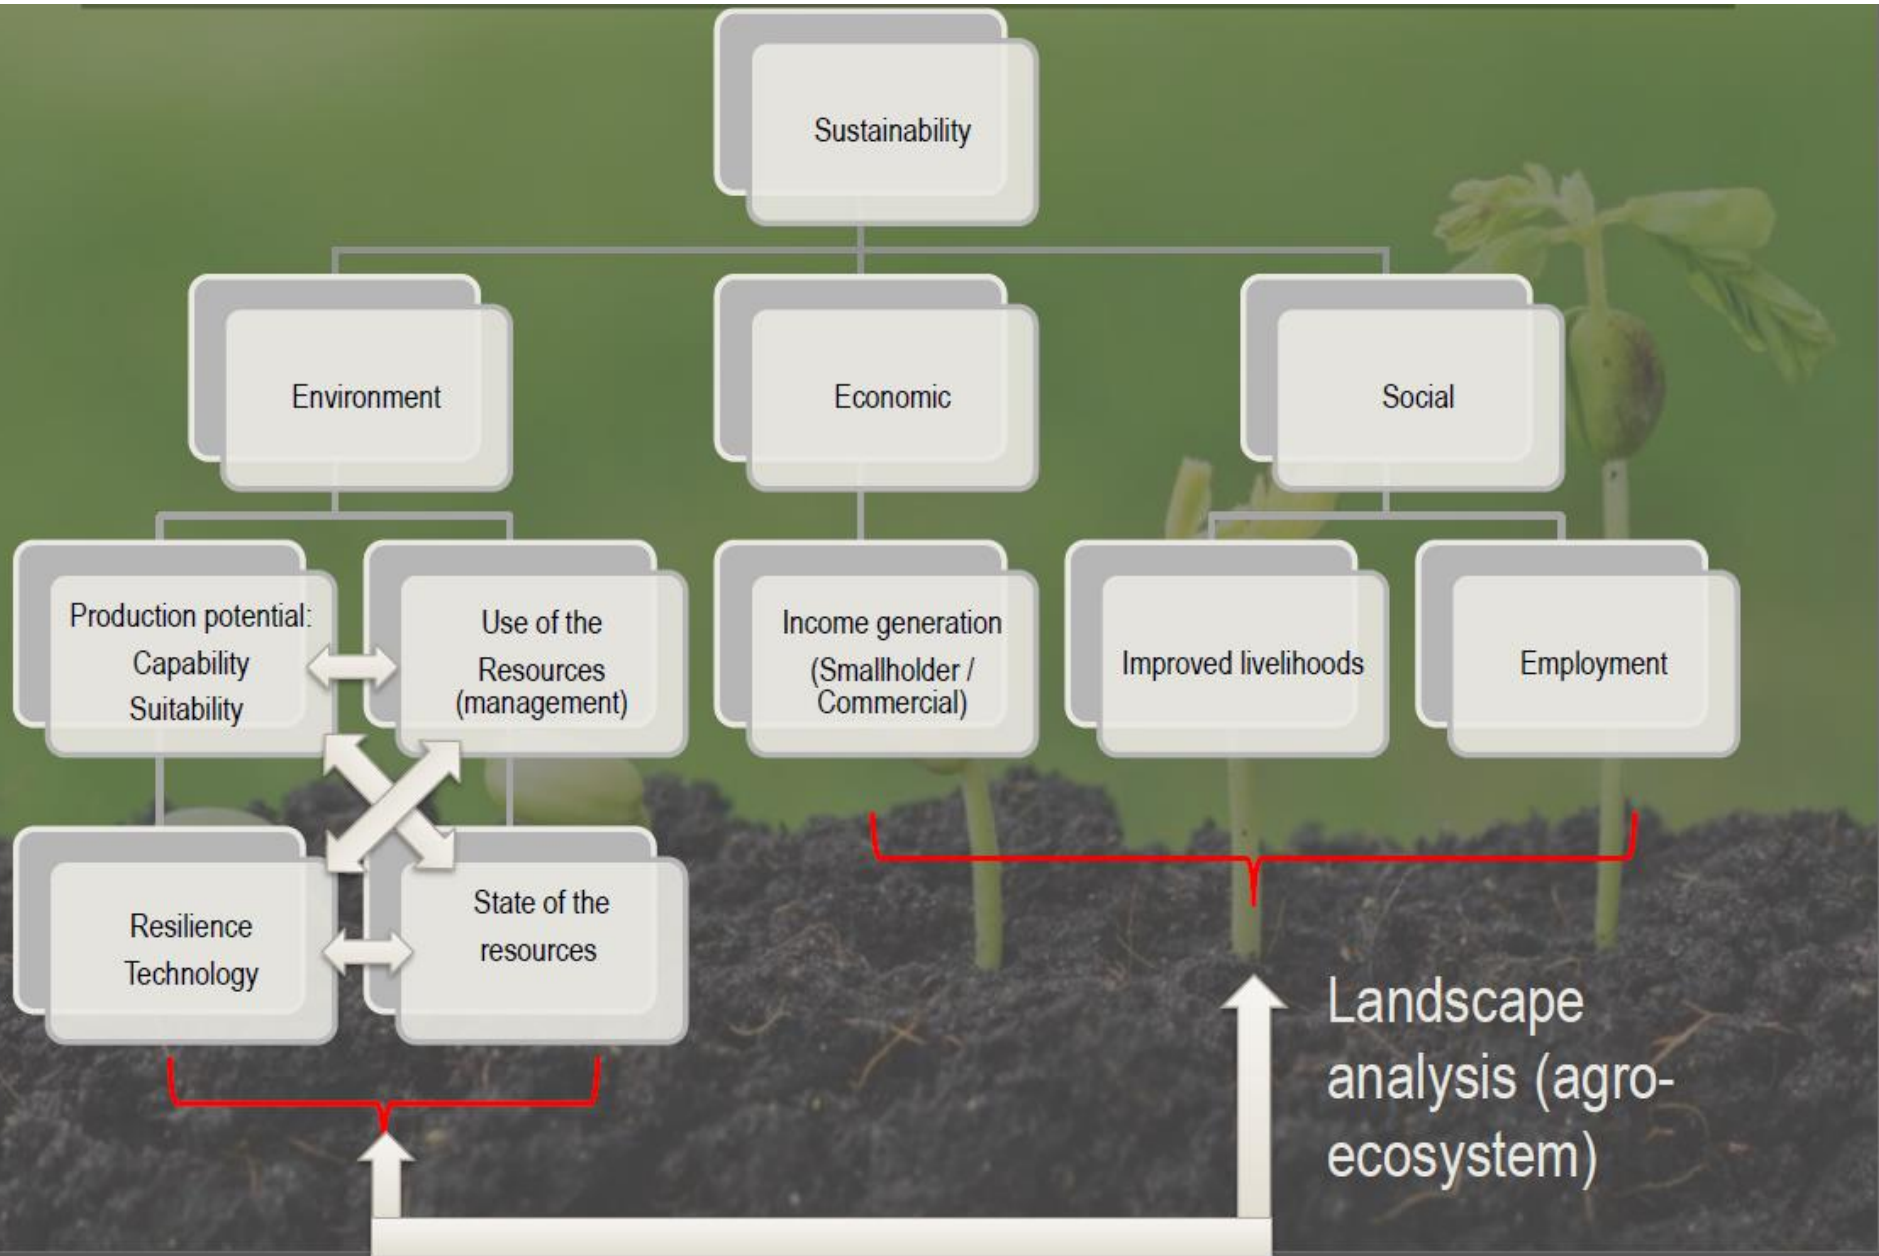 Sustainability
Environment
Economic
Social
Production potential:
Capability
Suitability
Use of the
Resources
(management)
Income generation
(Smallholder /
Commercial)
Improved livelihoods
Employment
Resilience
Technology
State of the
resources
Landscape
analysis (agro-
ecosystem)